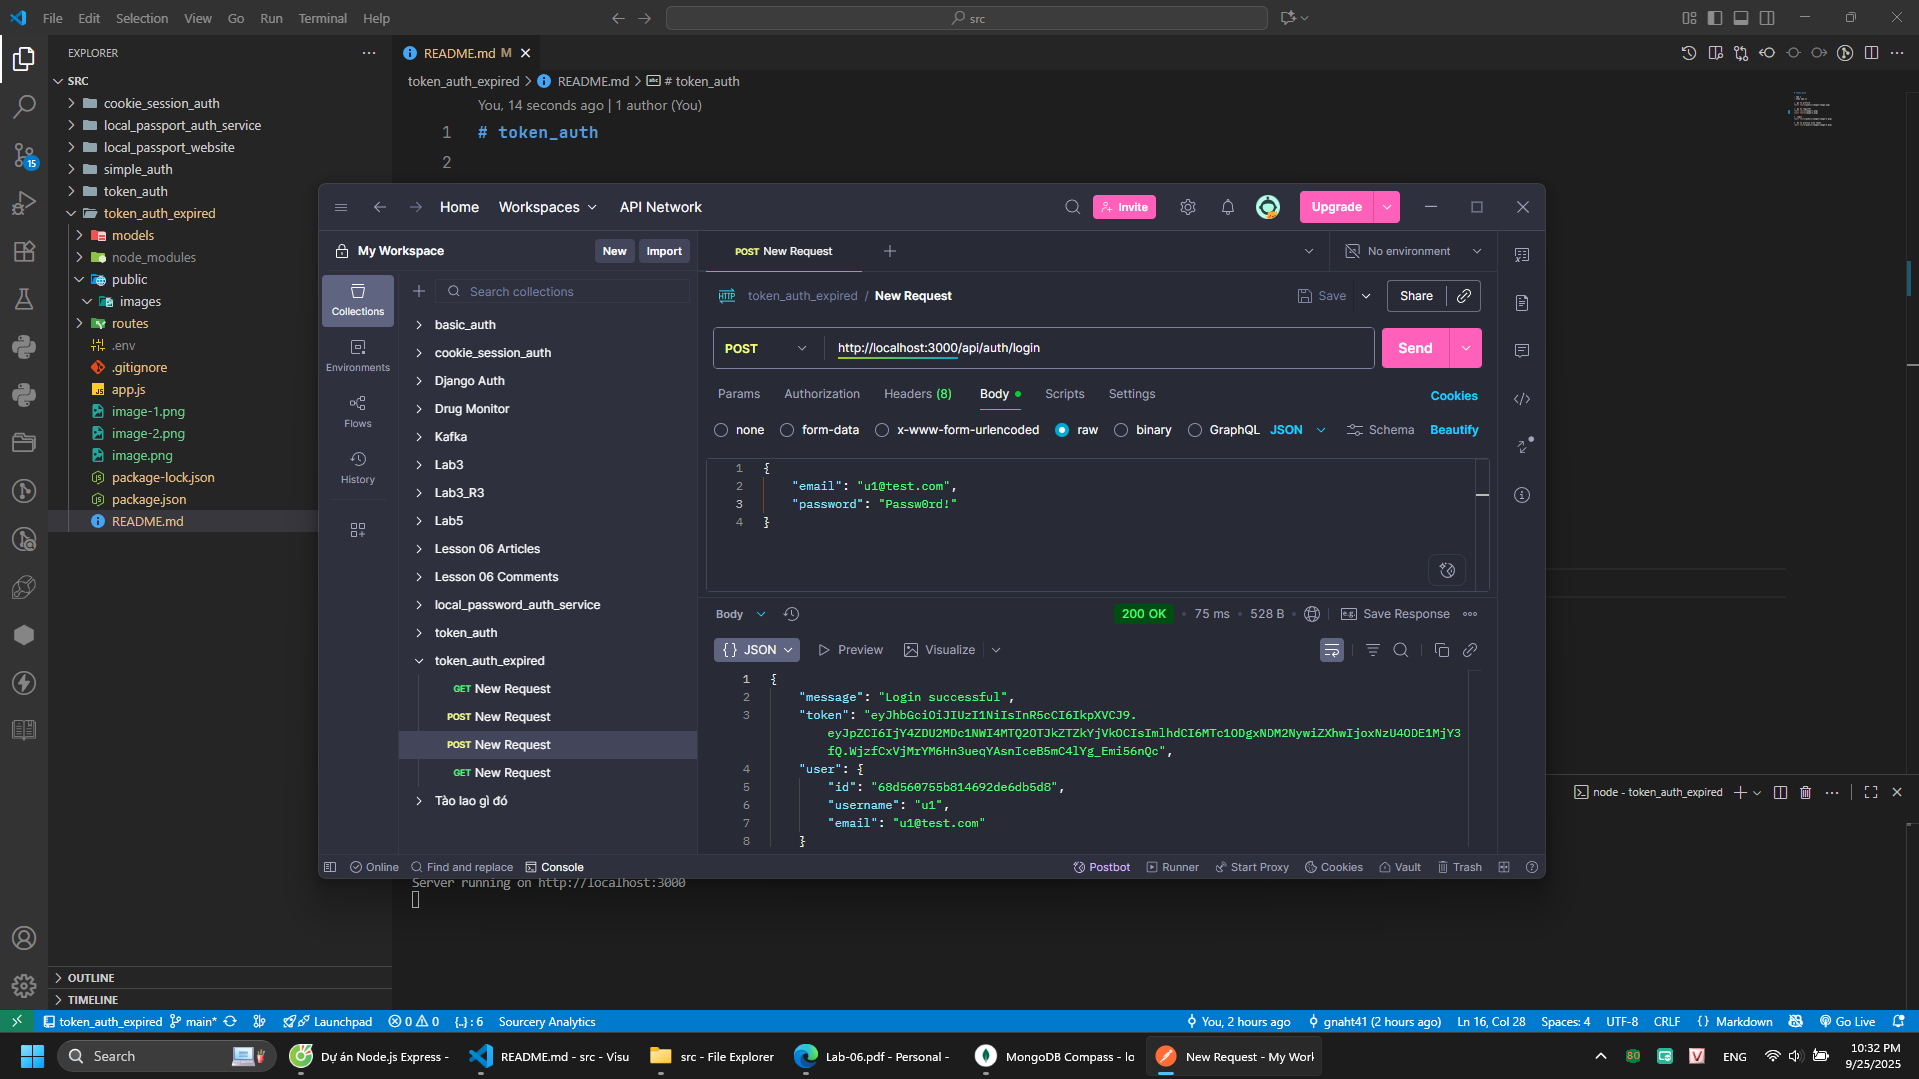 File Edit Selection View Go Run Terminal Help
src
EXPLORER
README.md M
SRC
token_auth_expired > README.md > # token_auth
cookie_session_auth
You, 14 seconds ago | 1 author (You)
local_passport_auth_service
1 # token_auth
local_passport_website
2
simple_auth
token_auth
token_auth_expired
models
node_modules
public
images
routes
.env
.gitignore
app.js
image-1.png
image-2.png
image.png
package-lock.json
package.json
README.md
15
OUTLINE
TIMELINE
Home Workspaces API Network
Invite
Upgrade
My Workspace New Import
POST New Request
No environment
Collections
Environments
Flows
History
Search collections
basic_auth
cookie_session_auth
Django Auth
Drug Monitor
Kafka
Lab3
Lab3_R3
Lab5
Lesson 06 Articles
Lesson 06 Comments
local_password_auth_service
token_auth
token_auth_expired
GET New Request
POST New Request
POST New Request
GET New Request
Tào lao gì đó
HTTP token_auth_expired / New Request
Save Share
POST http://localhost:3000/api/auth/login
Send
Params Authorization Headers (8) Body Scripts Settings Cookies
none form-data x-www-form-urlencoded raw binary GraphQL JSON Schema Beautify
1 {
2 "email": "u1@test.com",
3 "password": "Passw0rd!"
4 }
Body 200 OK 75 ms 528 B e.g. Save Response
{} JSON Preview Visualize
1 {
2 "message": "Login successful",
3 "token": "eyJhbGciOiJIUzI1NiIsInR5cCI6IkpXVCJ9.
eyJpZCI6IjY4ZDU2MDc1NWI4MTQ2OTJkZTZkYjVkOCIsImlhdCI6MTc1ODgxNDM2NywiZXhwIjoxNzU4ODE1MjY3
fQ.WjzfCxVjMrYM6Hn3ueqYAsnIceB5mC4lYg_Emi56nQc",
4 "user": {
5 "id": "68d560755b814692de6db5d8",
6 "username": "u1",
7 "email": "u1@test.com"
8 }
Online Find and replace Console Postbot Runner Start Proxy Cookies Vault Trash
node - token_auth_expired
Server running on http://localhost:3000
token_auth_expired main* Launchpad 0 0 {..} : 6 Sourcery Analytics
You, 2 hours ago gnaht41 (2 hours ago) Ln 16, Col 28 Spaces: 4 UTF-8 CRLF {} Markdown Go Live
Search
Dự án Node.js Express -
README.md - src - Visu
src - File Explorer
Lab-06.pdf - Personal -
MongoDB Compass - lo
New Request - My Work
80
V
ENG
10:32 PM
9/25/2025